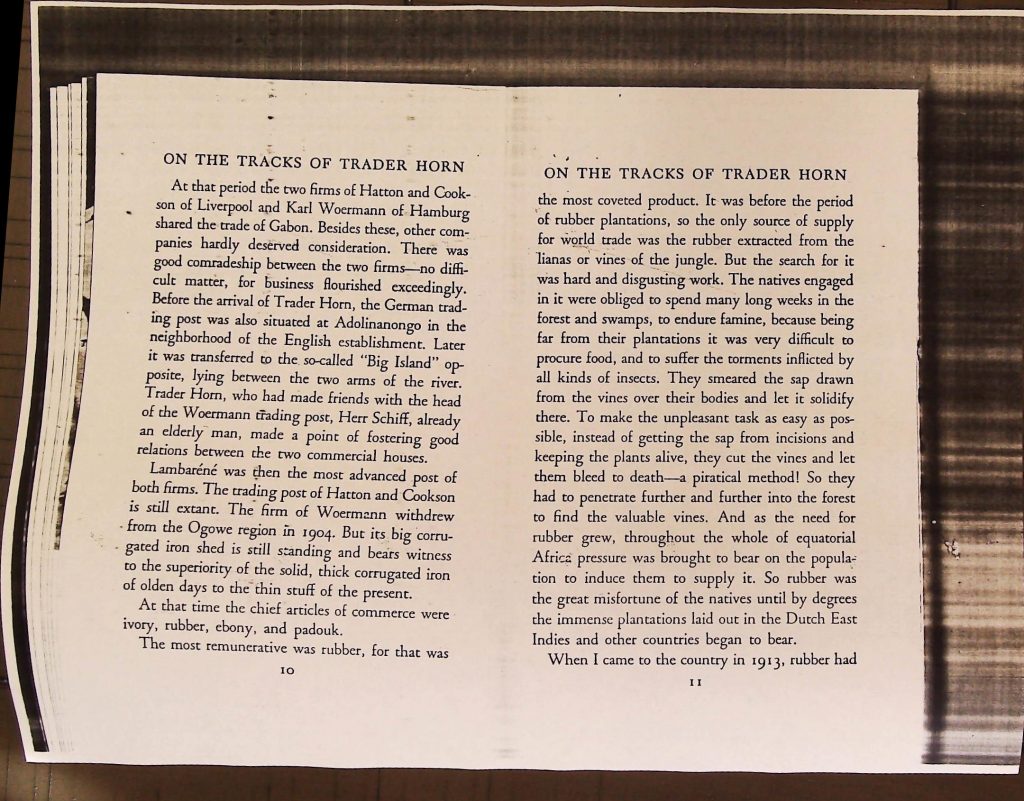 ON THE TRACKS OF TRADER HORN
At that period the two firms of Hatton and Cook-
son of Liverpool and Karl Woermann of Hamburg
shared the trade of Gabon. Besides these, other com-
panies hardly deserved consideration. There was
good comradeship between the two firms—no diffi-
cult matter, for business flourished exceedingly.
Before the arrival of Trader Horn, the German trad-
ing post was also situated at Adolinanongo in the
neighborhood of the English establishment. Later
it was transferred to the so-called "Big Island" op-
posite, lying between the two arms of the river.
Trader Horn, who had made friends with the head
of the Woermann trading post, Herr Schiff, already
an elderly man, made a point of fostering good
relations between the two commercial houses.
Lambaréné was then the most advanced post of
both firms. The trading post of Hatton and Cookson
is still extant. The firm of Woermann withdrew
from the Ogowe region in 1904. But its big corru-
gated iron shed is still standing and bears witness
to the superiority of the solid, thick corrugated iron
of olden days to the thin stuff of the present.
At that time the chief articles of commerce were
ivory, rubber, ebony, and padouk.
The most remunerative was rubber, for that was
10
ON THE TRACKS OF TRADER HORN
the most coveted product. It was before the period
of rubber plantations, so the only source of supply
for world trade was the rubber extracted from the
lianas or vines of the jungle. But the search for it
was hard and disgusting work. The natives engaged
in it were obliged to spend many long weeks in the
forest and swamps, to endure famine, because being
far from their plantations it was very difficult to
procure food, and to suffer the torments inflicted by
all kinds of insects. They smeared the sap drawn
from the vines over their bodies and let it solidify
there. To make the unpleasant task as easy as pos-
sible, instead of getting the sap from incisions and
keeping the plants alive, they cut the vines and let
them bleed to death—a piratical method! So they
had to penetrate further and further into the forest
to find the valuable vines. And as the need for
rubber grew, throughout the whole of equatorial
Africa pressure was brought to bear on the popula-
tion to induce them to supply it. So rubber was
the great misfortune of the natives until by degrees
the immense plantations laid out in the Dutch East
Indies and other countries began to bear.
When I came to the country in 1913, rubber had
11